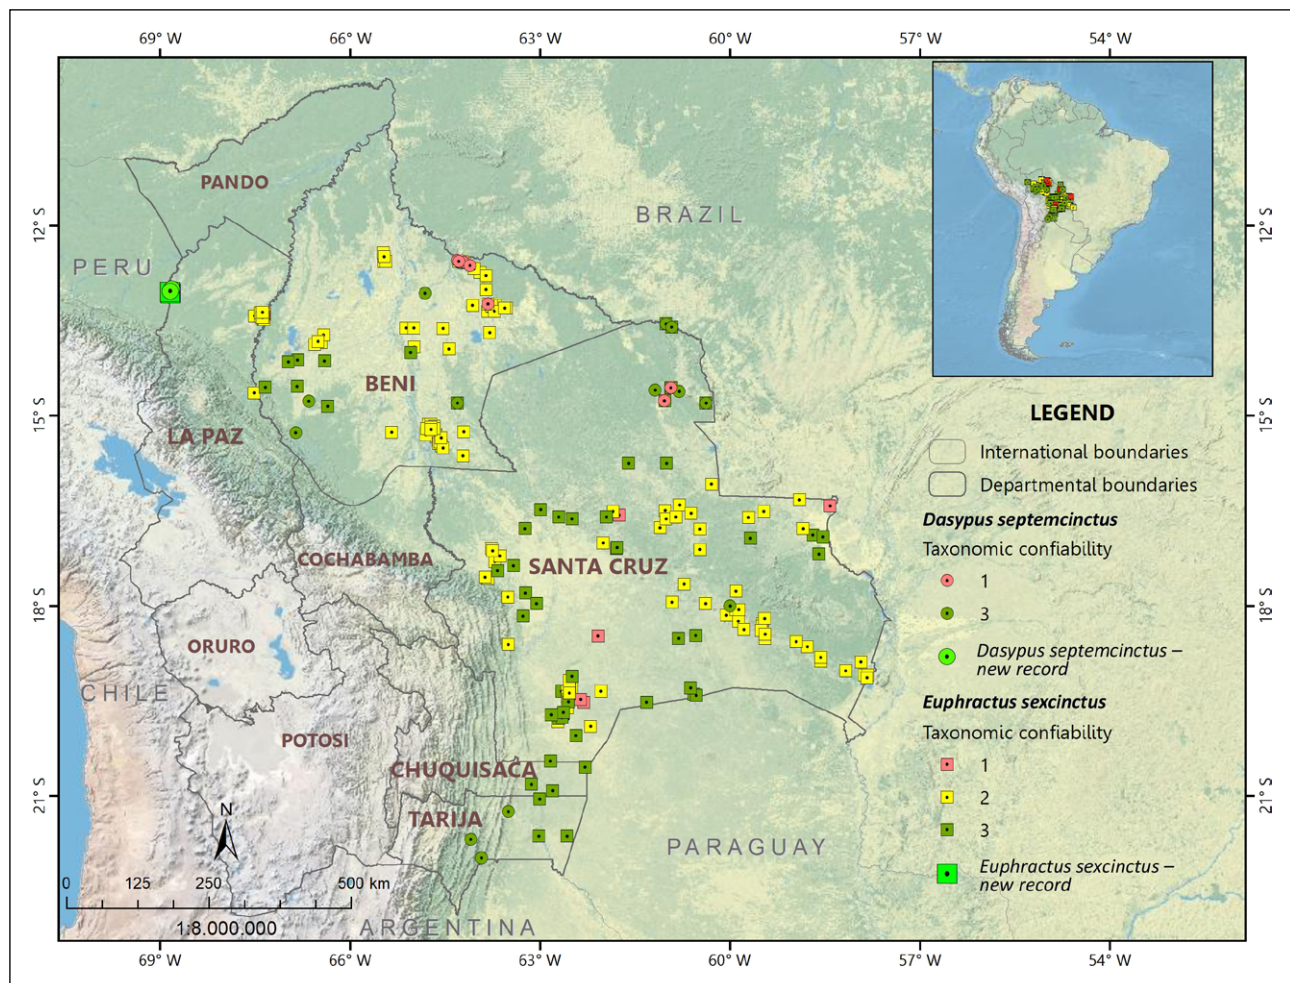 69° W 66° W 63° W 60° W 57° W 54° W
12° S 12° S
15° S 15° S
18° S 18° S
21° S 21° S
PANDO
BRAZIL
PERU
BENI
LA PAZ
COCHABAMBA
SANTA CRUZ
ORURO
CHILE
POTOSI
CHUQUISACA
TARIJA
PARAGUAY
ARGENTINA
N
0 125 250 500 km
1:8.000.000
LEGEND
International boundaries
Departmental boundaries
Dasypus septemcinctus
Taxonomic confiability
1
3
Dasypus septemcinctus –
new record
Euphractus sexcinctus
Taxonomic confiability
1
2
3
Euphractus sexcinctus –
new record
69° W 66° W 63° W 60° W 57° W 54° W